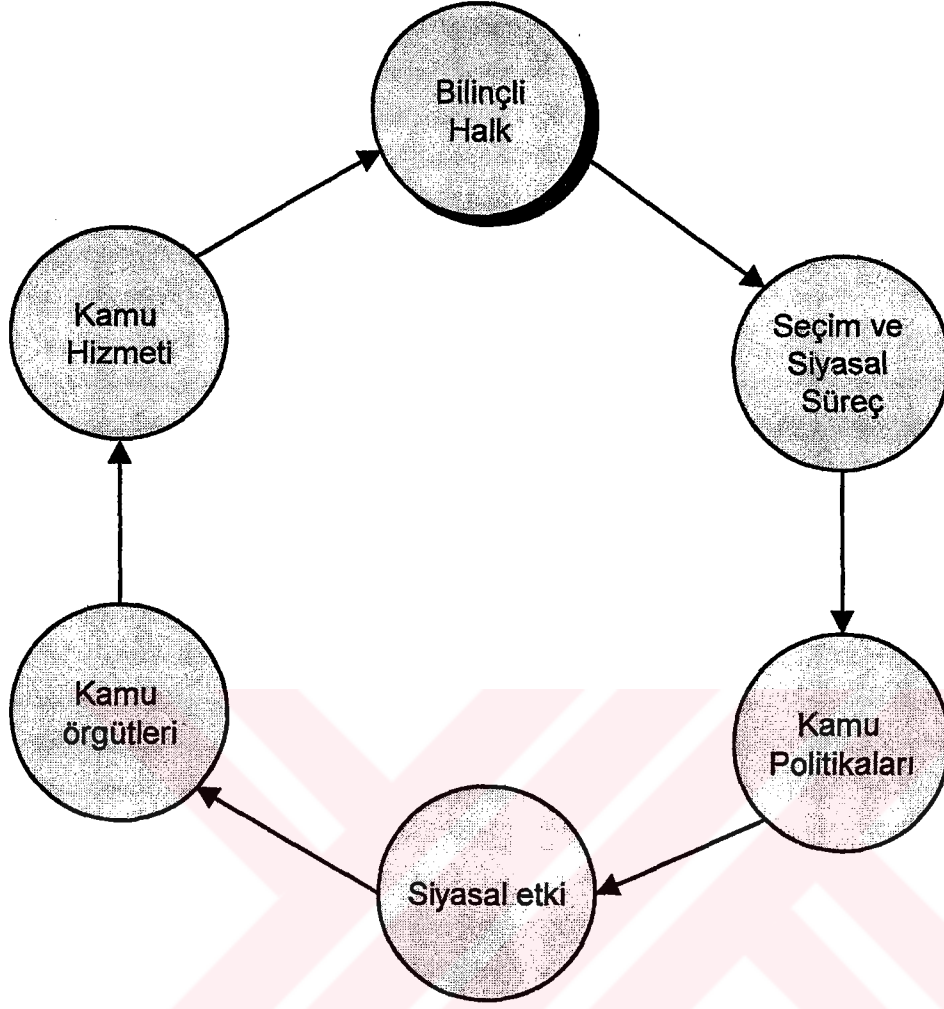 Bilinçli
Halk
Seçim ve
Siyasal
Süreç
Kamu
Politikaları
Siyasal etki
Kamu
örgütleri
Kamu
Hizmeti